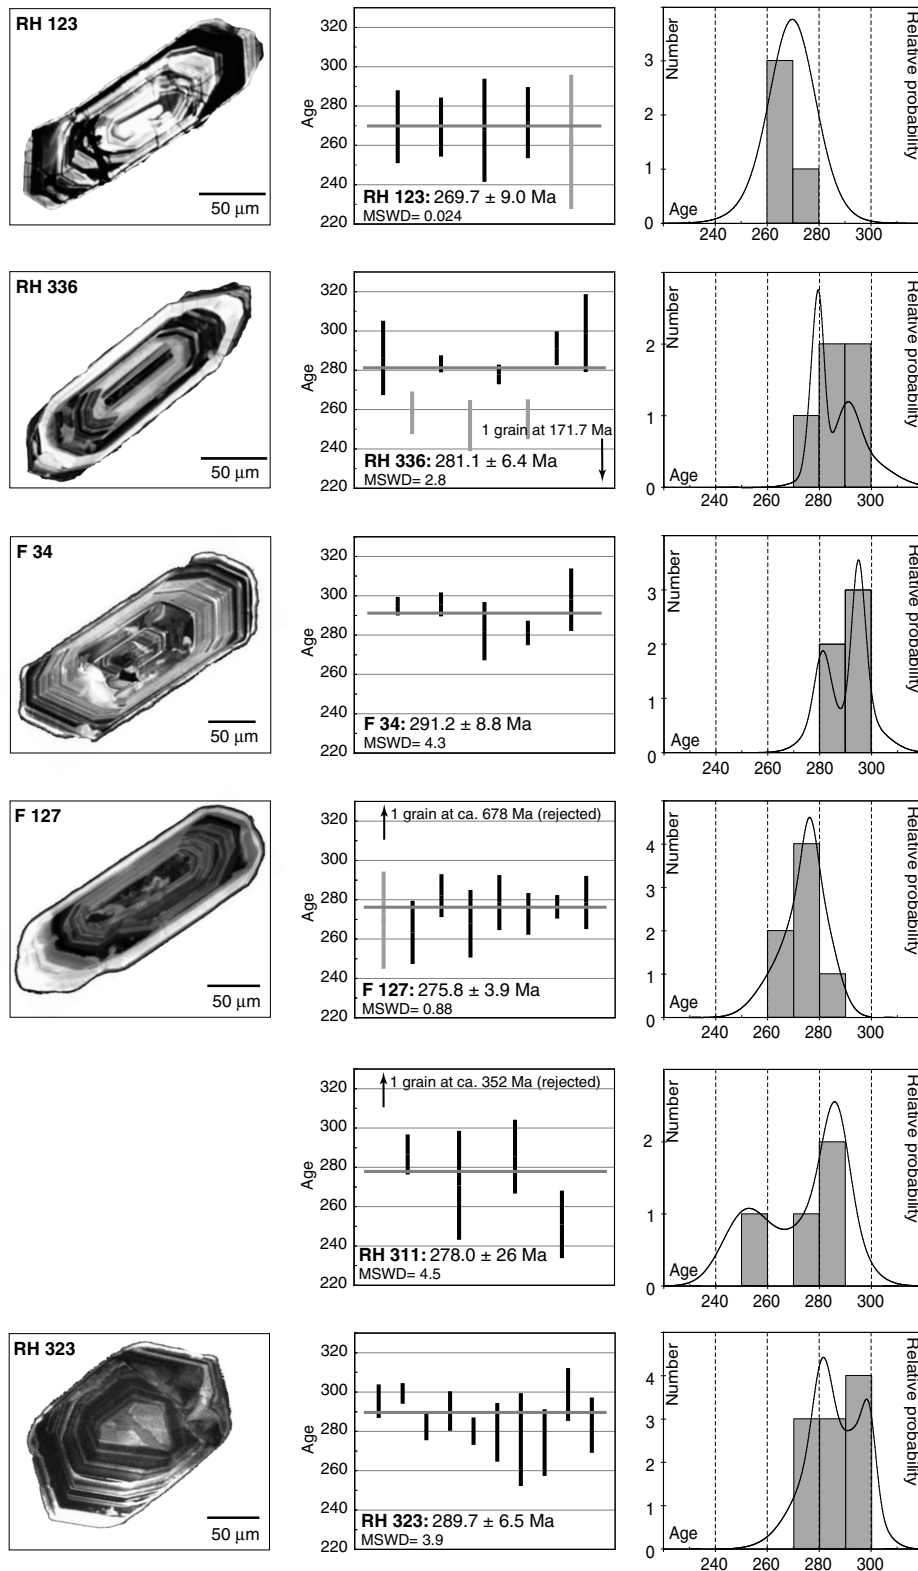 RH 123
50 µm
Age
320
300
290
280
260
240
220
RH 123: 269.7 ± 9.0 Ma
MSWD= 0.024
Number
Relative probability
3
2
1
0
Age
240 260 280 300
RH 336
50 µm
Age
320
300
280
260
240
220
1 grain at 171.7 Ma
RH 336: 281.1 ± 6.4 Ma
MSWD= 2.8
Number
Relative probability
2
1
0
Age
240 260 280 300
F 34
50 µm
Age
320
300
290
280
260
240
220
F 34: 291.2 ± 8.8 Ma
MSWD= 4.3
Number
Relative probability
3
2
1
0
Age
240 260 280 300
F 127
50 µm
Age
1 grain at ca. 678 Ma (rejected)
320
300
280
260
240
220
F 127: 275.8 ± 3.9 Ma
MSWD= 0.88
Number
Relative probability
4
3
2
1
0
Age
240 260 280 300
Age
1 grain at ca. 352 Ma (rejected)
320
300
280
260
240
220
RH 311: 278.0 ± 26 Ma
MSWD= 4.5
Number
Relative probability
2
1
0
Age
240 260 280 300
RH 323
50 µm
Age
320
300
290
280
260
240
220
RH 323: 289.7 ± 6.5 Ma
MSWD= 3.9
Number
Relative probability
4
3
2
1
0
Age
240 260 280 300